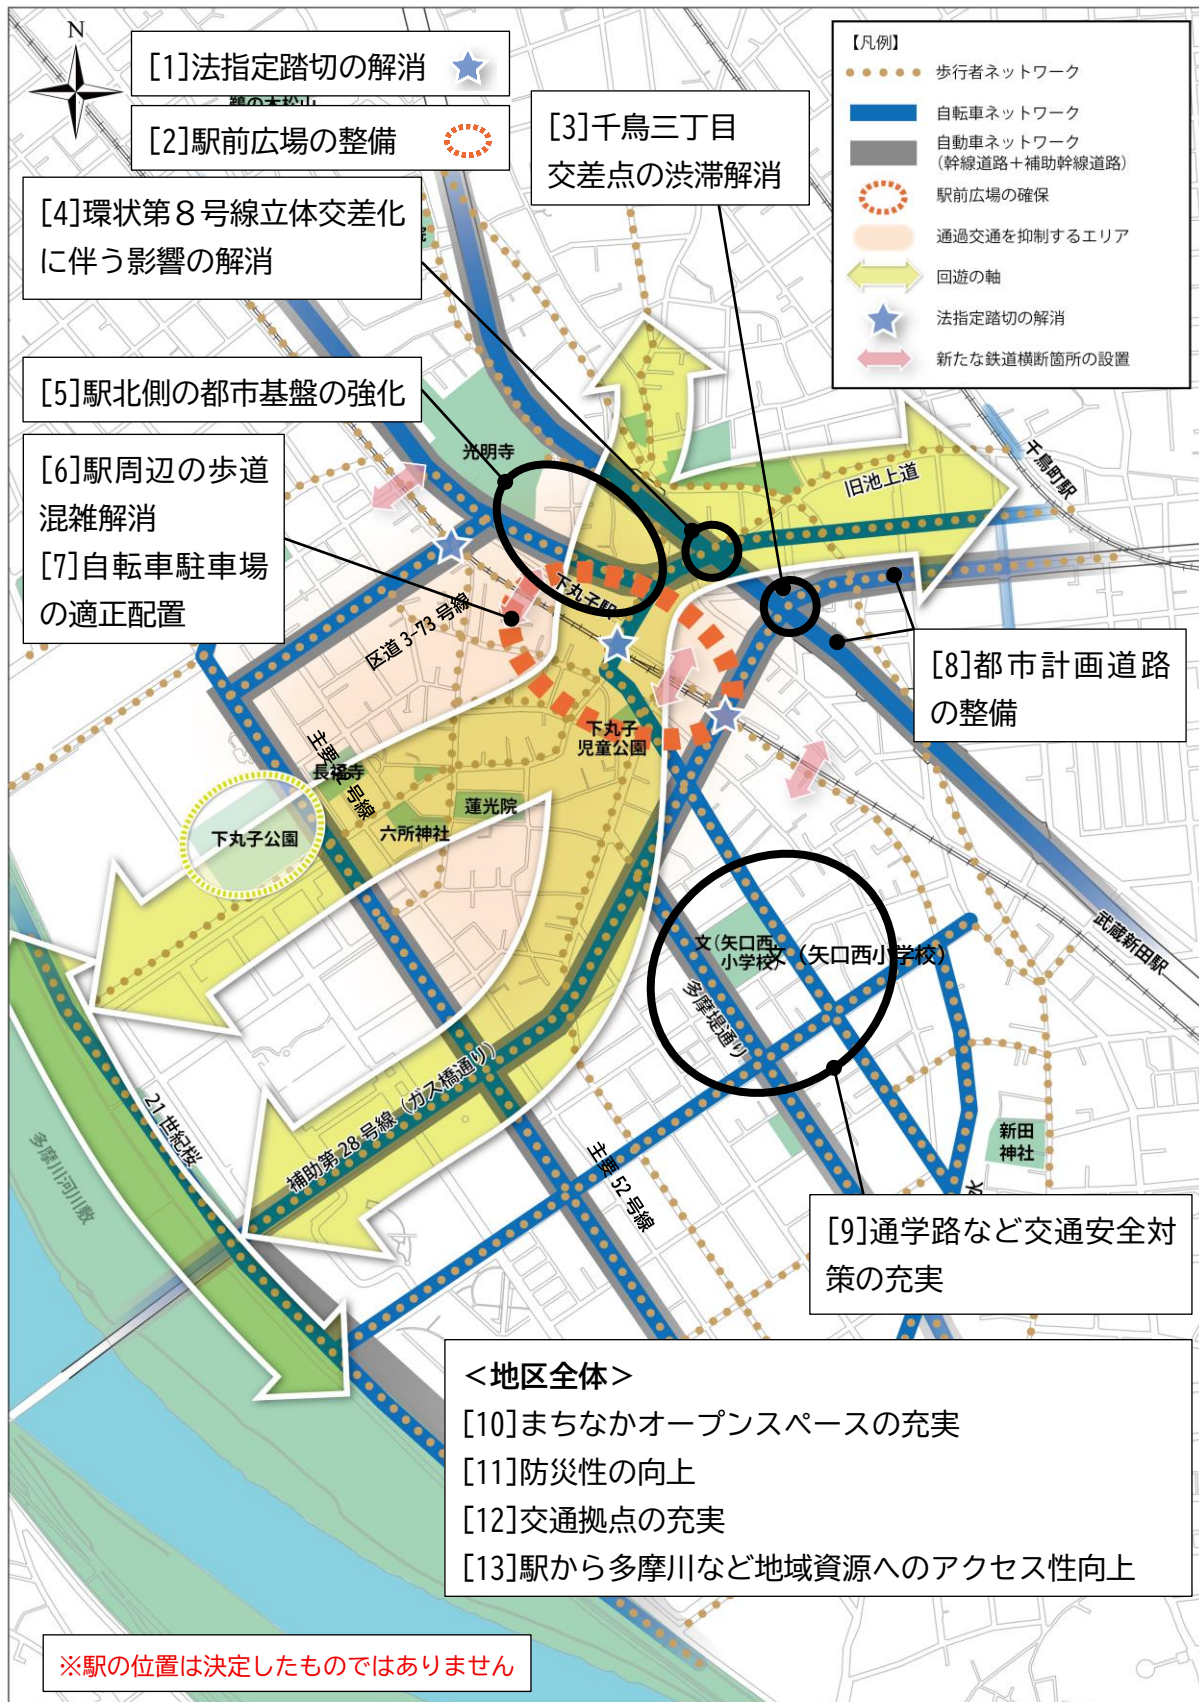 N
[1]法指定踏切の解消
鵜の木松山
[2]駅前広場の整備
[3]千鳥三丁目
交差点の渋滞解消
【凡例】
歩行者ネットワーク
自転車ネットワーク
自動車ネットワーク
(幹線道路+補助幹線道路)
駅前広場の確保
通過交通を抑制するエリア
回遊の軸
法指定踏切の解消
新たな鉄道横断箇所の設置
[4]環状第８号線立体交差化
に伴う影響の解消
院
[5]駅北側の都市基盤の強化
[6]駅周辺の歩道
混雑解消
[7]自転車駐車場
の適正配置
光明寺
旧池上道
千鳥町駅
下丸子駅
区道 3-73 号線
[8]都市計画道路
の整備
下丸子
児童公園
主要 号線
長福寺
蓮光院
六所神社
下丸子公園
武蔵新田駅
文(矢口西
小学校)
文（矢口西小学校）
多摩堤通り
21 世紀桜
多摩川河川敷
補助第 28 号線（ガス橋通り）
主要 52 号線
新田
神社
水
[9]通学路など交通安全対
策の充実
＜地区全体＞
[10]まちなかオープンスペースの充実
[11]防災性の向上
[12]交通拠点の充実
[13]駅から多摩川など地域資源へのアクセス性向上
※駅の位置は決定したものではありません